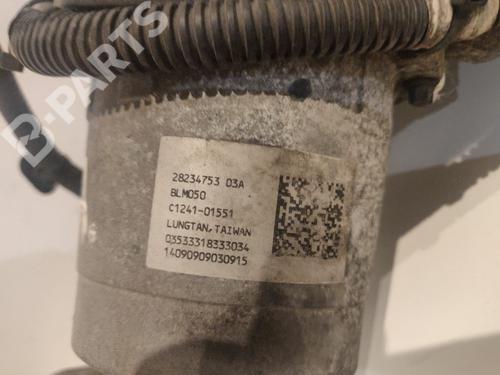 B-PARTS
28234753 03A
BLM050
C1241-01551
LUNGTAN, TAIWAN
03533318333034
14090909030915